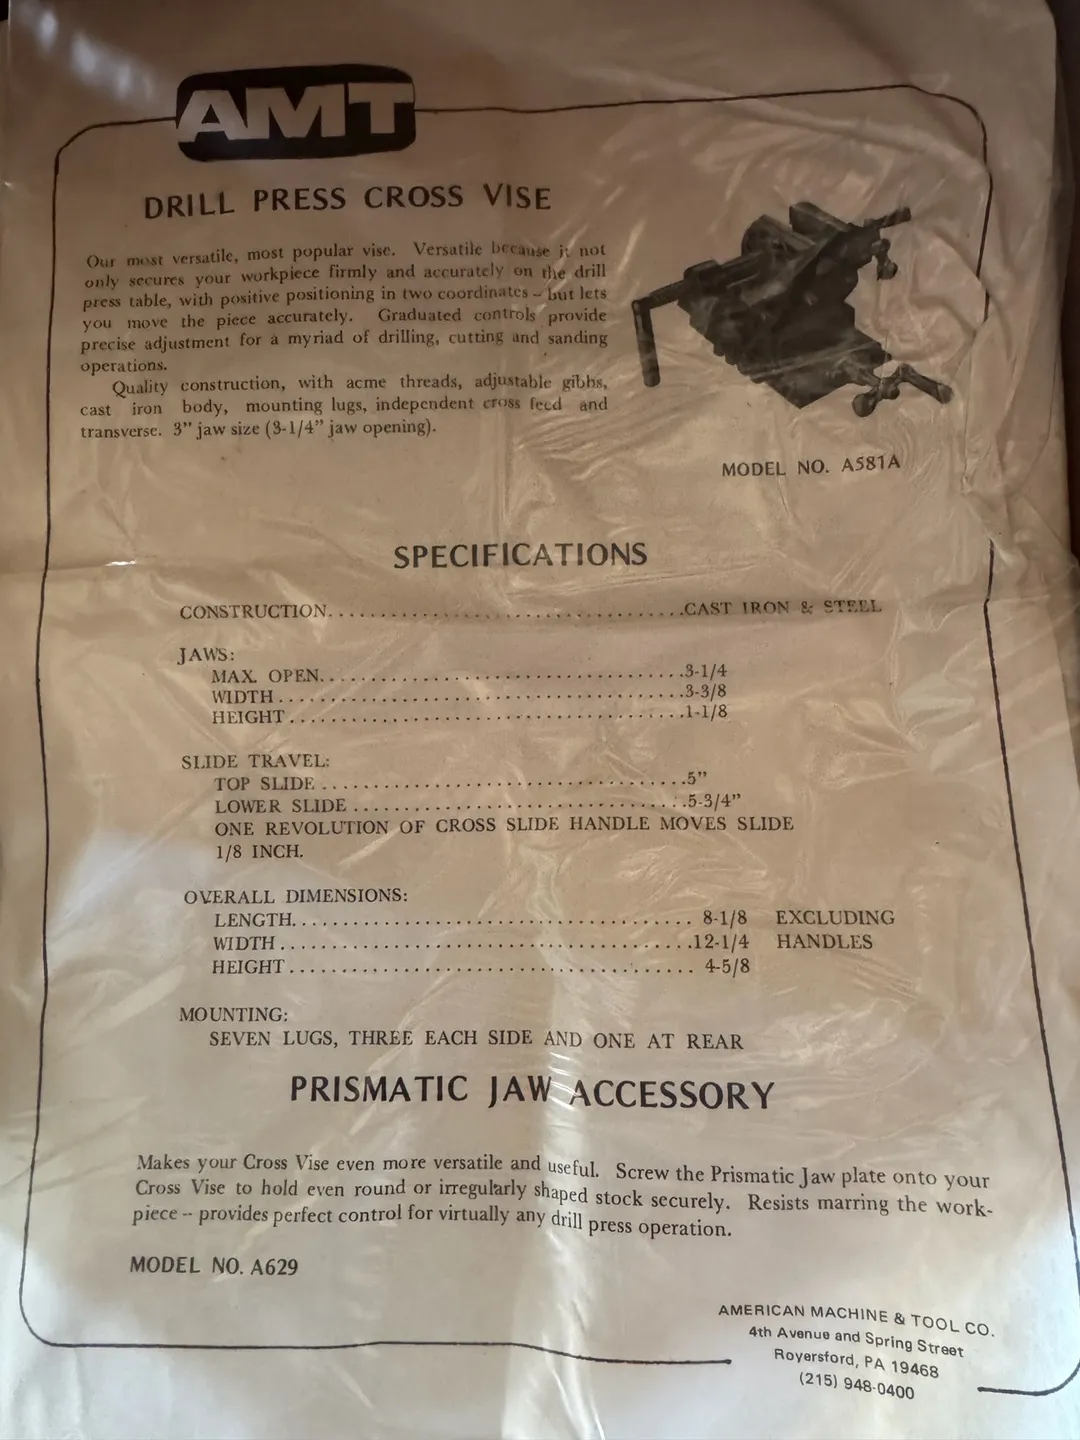 AMT
DRILL PRESS CROSS VISE
Our most versatile, most popular vise. Versatile because it not
only secures your workpiece firmly and accurately on the drill
press table, with positive positioning in two coordinates -- but lets
you move the piece accurately. Graduated controls provide
precise adjustment for a myriad of drilling, cutting and sanding
operations.
Quality construction, with acme threads, adjustable gibbs,
cast iron body, mounting lugs, independent cross feed and
transverse. 3" jaw size (3-1/4" jaw opening).
MODEL NO. A581A
SPECIFICATIONS
CONSTRUCTION...................................CAST IRON & STEEL
JAWS:
MAX. OPEN...................................3-1/4
WIDTH.......................................3-3/8
HEIGHT......................................1-1/8
SLIDE TRAVEL:
TOP SLIDE...................................5"
LOWER SLIDE.................................5-3/4"
ONE REVOLUTION OF CROSS SLIDE HANDLE MOVES SLIDE
1/8 INCH.
OVERALL DIMENSIONS:
LENGTH...................................... 8-1/8 EXCLUDING
WIDTH.......................................12-1/4 HANDLES
HEIGHT...................................... 4-5/8
MOUNTING:
SEVEN LUGS, THREE EACH SIDE AND ONE AT REAR
PRISMATIC JAW ACCESSORY
Makes your Cross Vise even more versatile and useful. Screw the Prismatic Jaw plate onto your
Cross Vise to hold even round or irregularly shaped stock securely. Resists marring the work-
piece -- provides perfect control for virtually any drill press operation.
MODEL NO. A629
AMERICAN MACHINE & TOOL CO.
4th Avenue and Spring Street
Royersford, PA 19468
(215) 948-0400